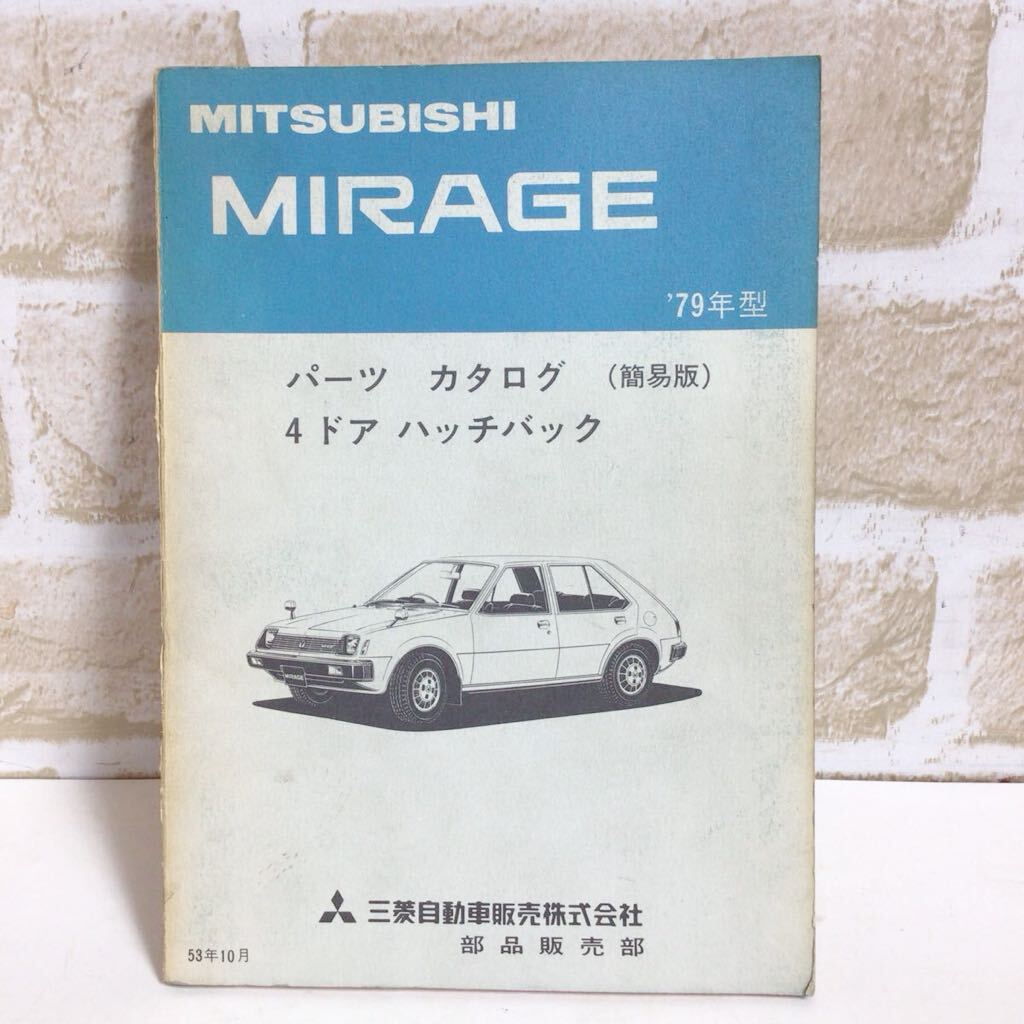 MITSUBISHI
MIRAGE
'79年型
パーツ カタログ (簡易版)
4ドア ハッチバック
MIRAGE
三菱自動車販売株式会社
部品販売部
53年10月